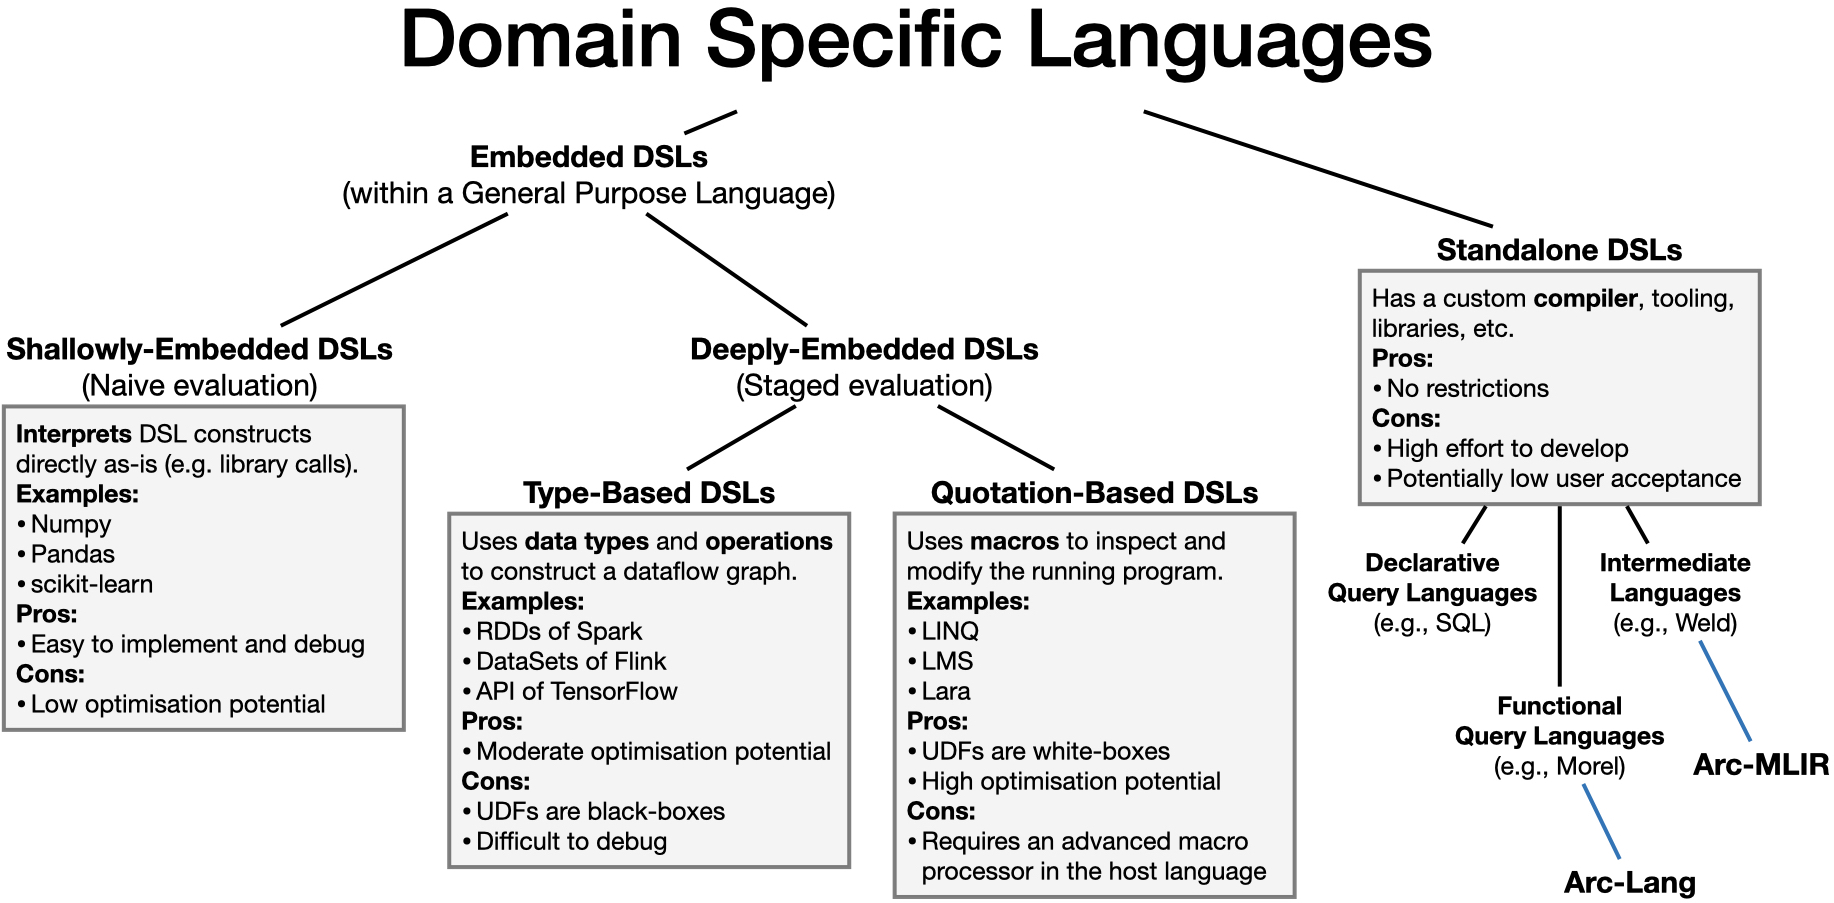 Domain Specific Languages
Embedded DSLs
(within a General Purpose Language)
Shallowly-Embedded DSLs
(Naive evaluation)
Interprets DSL constructs
directly as-is (e.g. library calls).
Examples:
• Numpy
• Pandas
• scikit-learn
Pros:
• Easy to implement and debug
Cons:
• Low optimisation potential
Deeply-Embedded DSLs
(Staged evaluation)
Type-Based DSLs
Uses data types and operations
to construct a dataflow graph.
Examples:
• RDDs of Spark
• DataSets of Flink
• API of TensorFlow
Pros:
• Moderate optimisation potential
Cons:
• UDFs are black-boxes
• Difficult to debug
Quotation-Based DSLs
Uses macros to inspect and
modify the running program.
Examples:
• LINQ
• LMS
• Lara
Pros:
• UDFs are white-boxes
• High optimisation potential
Cons:
• Requires an advanced macro
processor in the host language
Standalone DSLs
Has a custom compiler, tooling,
libraries, etc.
Pros:
• No restrictions
Cons:
• High effort to develop
• Potentially low user acceptance
Declarative
Query Languages
(e.g., SQL)
Functional
Query Languages
(e.g., Morel)
Arc-Lang
Intermediate
Languages
(e.g., Weld)
Arc-MLIR